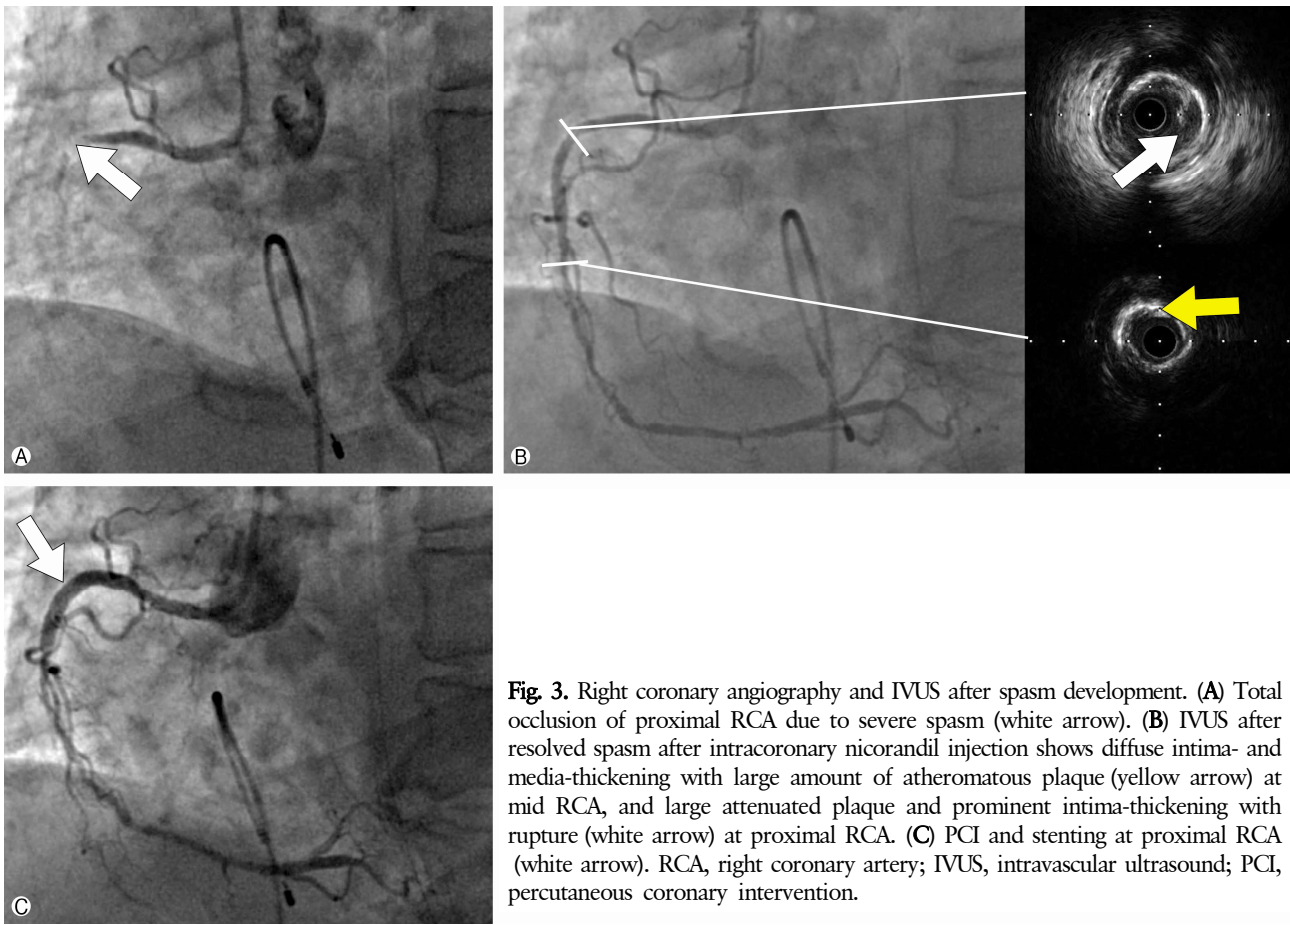 A
B
C
Fig. 3. Right coronary angiography and IVUS after spasm development. (A) Total
occlusion of proximal RCA due to severe spasm (white arrow). (B) IVUS after
resolved spasm after intracoronary nicorandil injection shows diffuse intima- and
media-thickening with large amount of atheromatous plaque (yellow arrow) at
mid RCA, and large attenuated plaque and prominent intima-thickening with
rupture (white arrow) at proximal RCA. (C) PCI and stenting at proximal RCA
(white arrow). RCA, right coronary artery; IVUS, intravascular ultrasound; PCI,
percutaneous coronary intervention.